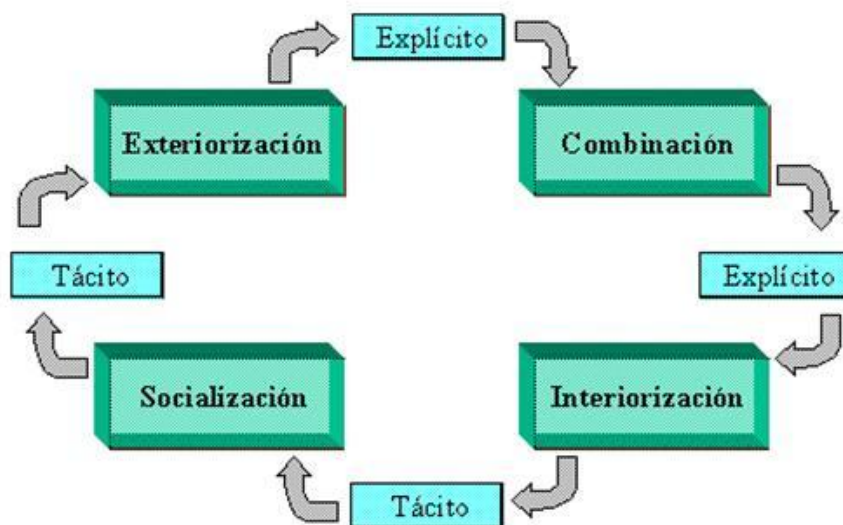 Explícito
Exteriorización
Combinación
Tácito
Explícito
Socialización
Interiorización
Tácito